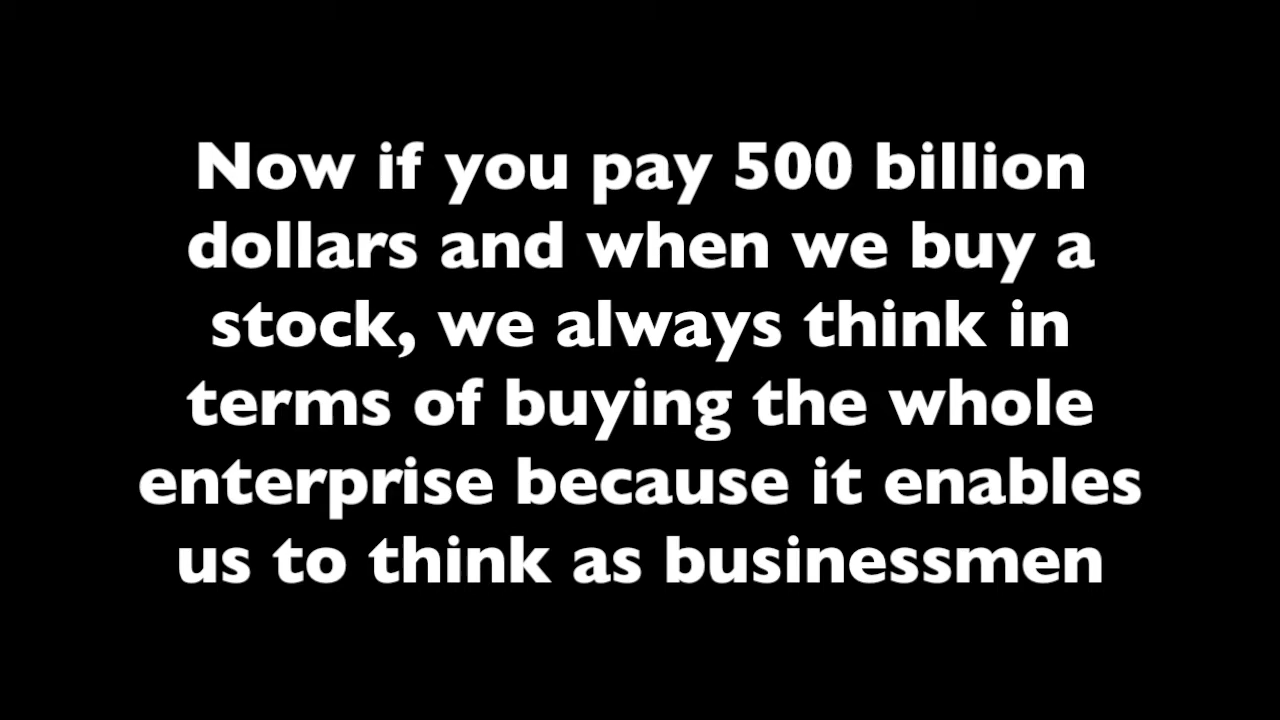 Now if you pay 500 billion
dollars and when we buy a
stock, we always think in
terms of buying the whole
enterprise because it enables
us to think as businessmen